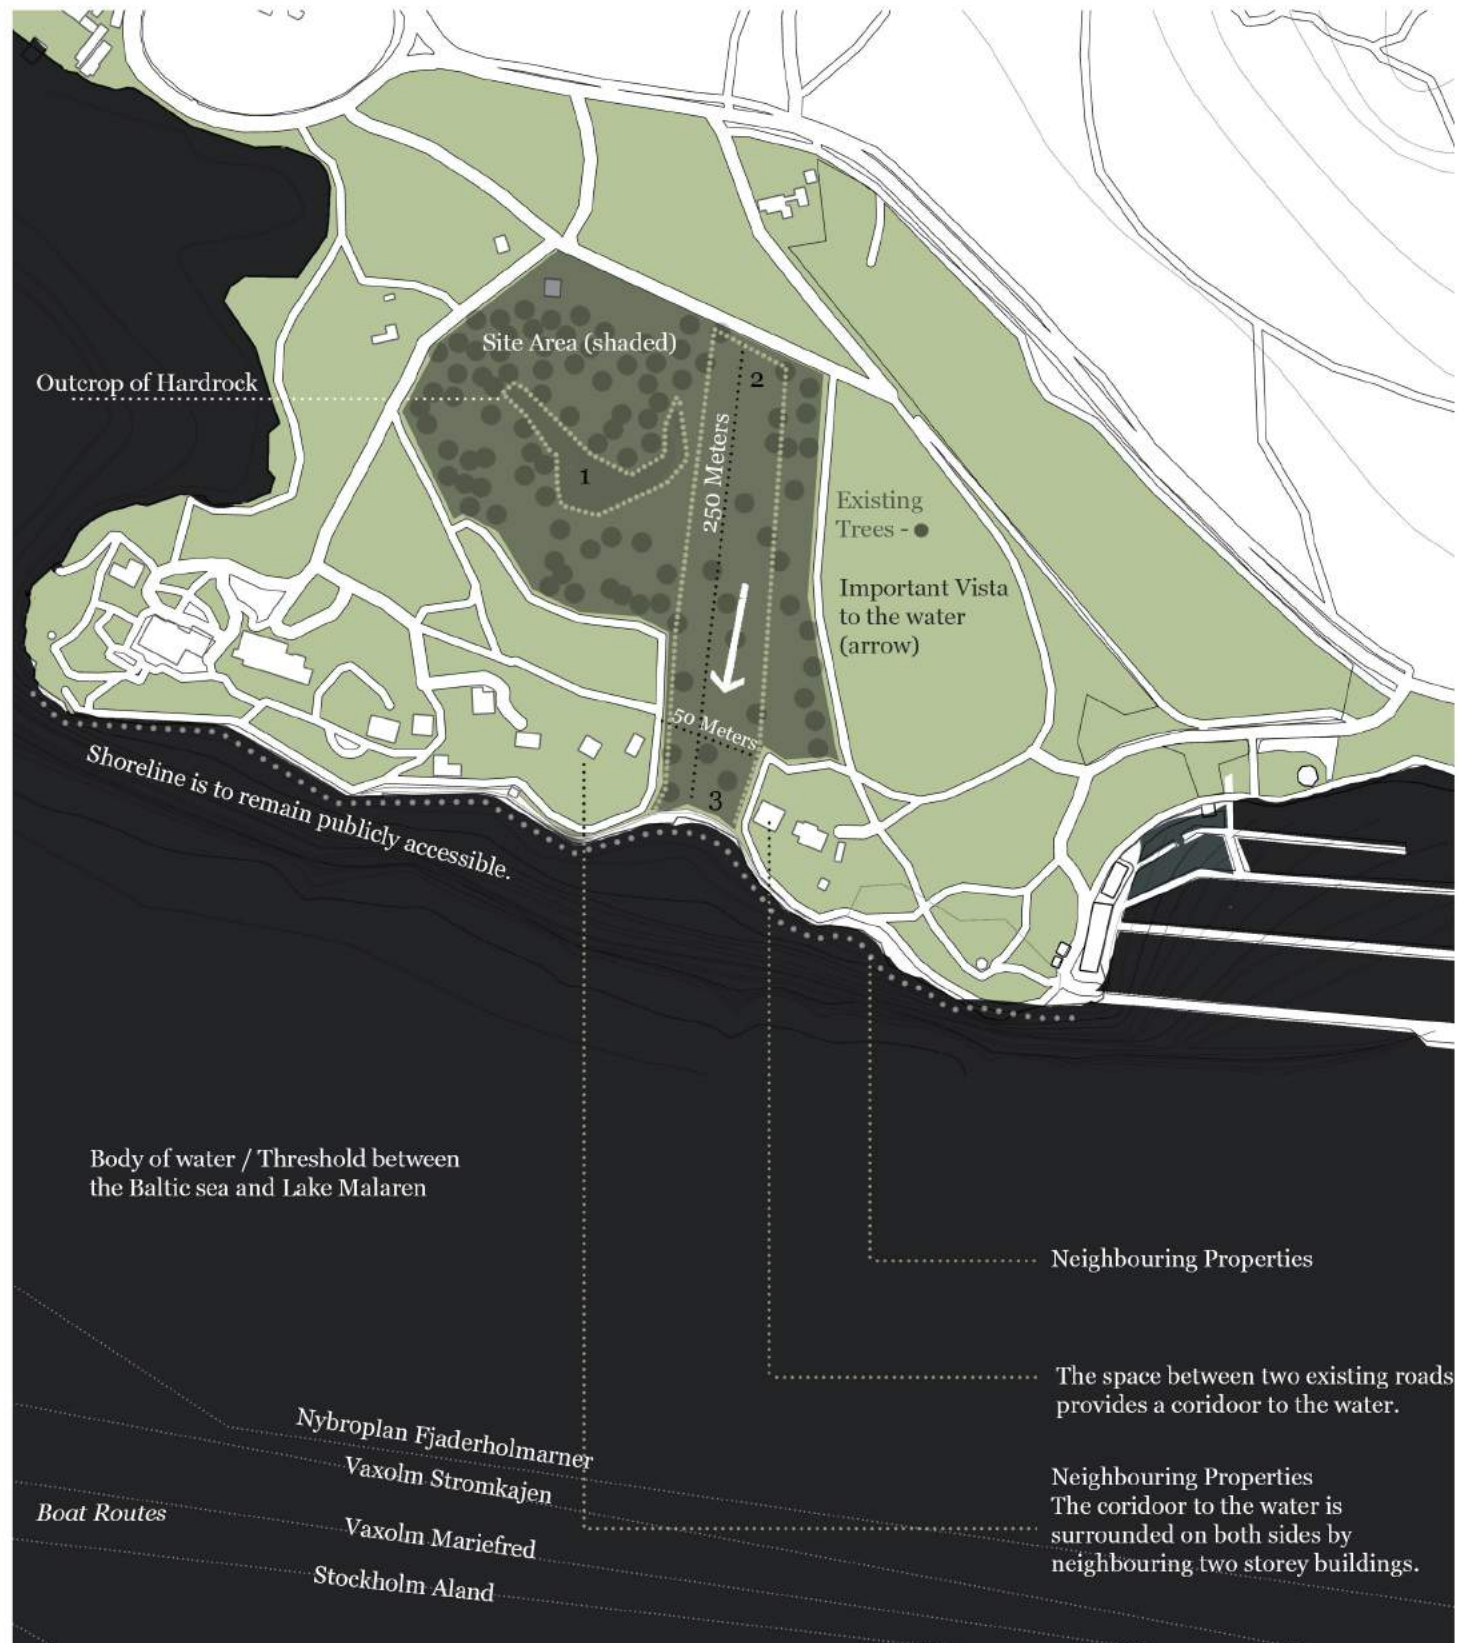 Site Area (shaded)
Outcrop of Hardrock
2
250 Meters
1
Existing
Trees -
Important Vista
to the water
(arrow)
50 Meters
3
Shoreline is to remain publicly accessible.
Body of water / Threshold between
the Baltic sea and Lake Malaren
Neighbouring Properties
The space between two existing roads
provides a coridoor to the water.
Neighbouring Properties
The coridoor to the water is
surrounded on both sides by
neighbouring two storey buildings.
Nybroplan Fjaderholmarner
Vaxolm Stromkajen
Boat Routes
Vaxolm Mariefred
Stockholm Aland